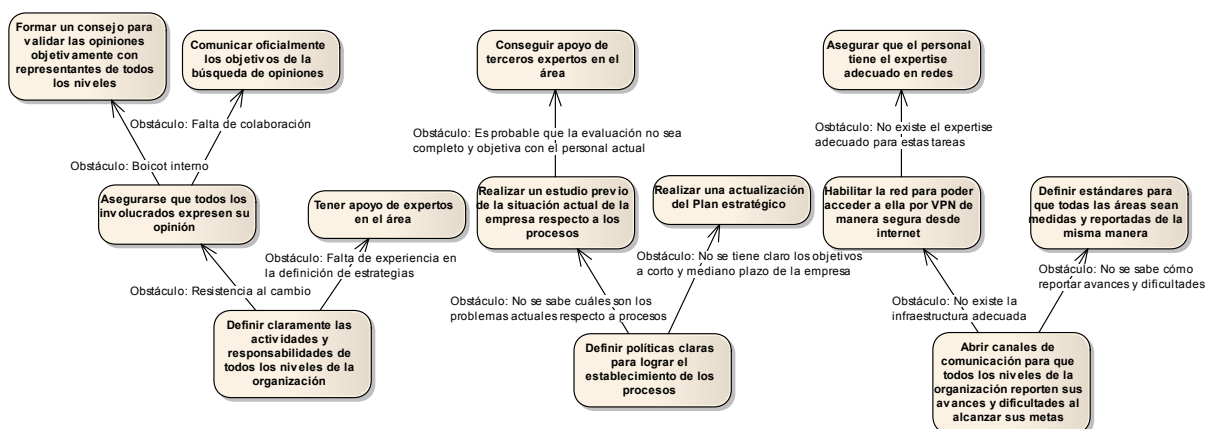 Formar un consejo para
validar las opiniones
objetivamente con
representantes de todos
los niveles
Comunicar oficialmente
los objetivos de la
búsqueda de opiniones
Obstáculo: Falta de colaboración
Obstáculo: Boicot interno
Asegurarse que todos los
involucrados expresen su
opinión
Tener apoyo de expertos
en el área
Obstáculo: Falta de experiencia en
la definición de estrategias
Obstáculo: Resistencia al cambio
Definir claramente las
actividades y
responsabilidades de
todos los niveles de la
organización
Conseguir apoyo de
terceros expertos en el
área
Obstáculo: Es probable que la evaluación no sea
completo y objetiva con el personal actual
Realizar un estudio previo
de la situación actual de la
empresa respecto a los
procesos
Realizar una actualización
del Plan estratégico
Obstáculo: No se tiene claro los objetivos
a corto y mediano plazo de la empresa
Obstáculo: No se sabe cuáles son los
problemas actuales respecto a procesos
Definir políticas claras
para lograr el
establecimiento de los
procesos
Asegurar que el personal
tiene el expertise
adecuado en redes
Osbtáculo: No existe el expertise
adecuado para estas tareas
Habilitar la red para poder
acceder a ella por VPN de
manera segura desde
internet
Definir estándares para
que todas las áreas sean
medidas y reportadas de la
misma manera
Obstáculo: No se sabe cómo
reportar avances y dificultades
Obstáculo: No existe la
infraestructura adecuada
Abrir canales de
comunicación para que
todos los niveles de la
organización reporten sus
avances y dificultades al
alcanzar sus metas